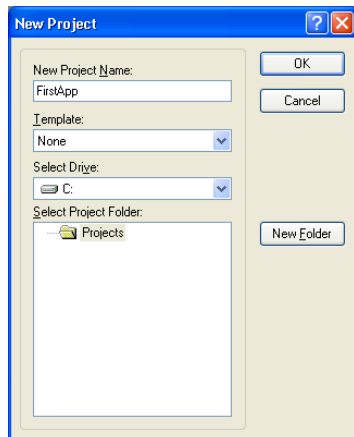 New Project
New Project Name:
OK
FirstApp
Cancel
Template:
None
Select Drive:
C:
Select Project Folder:
Projects
New Folder